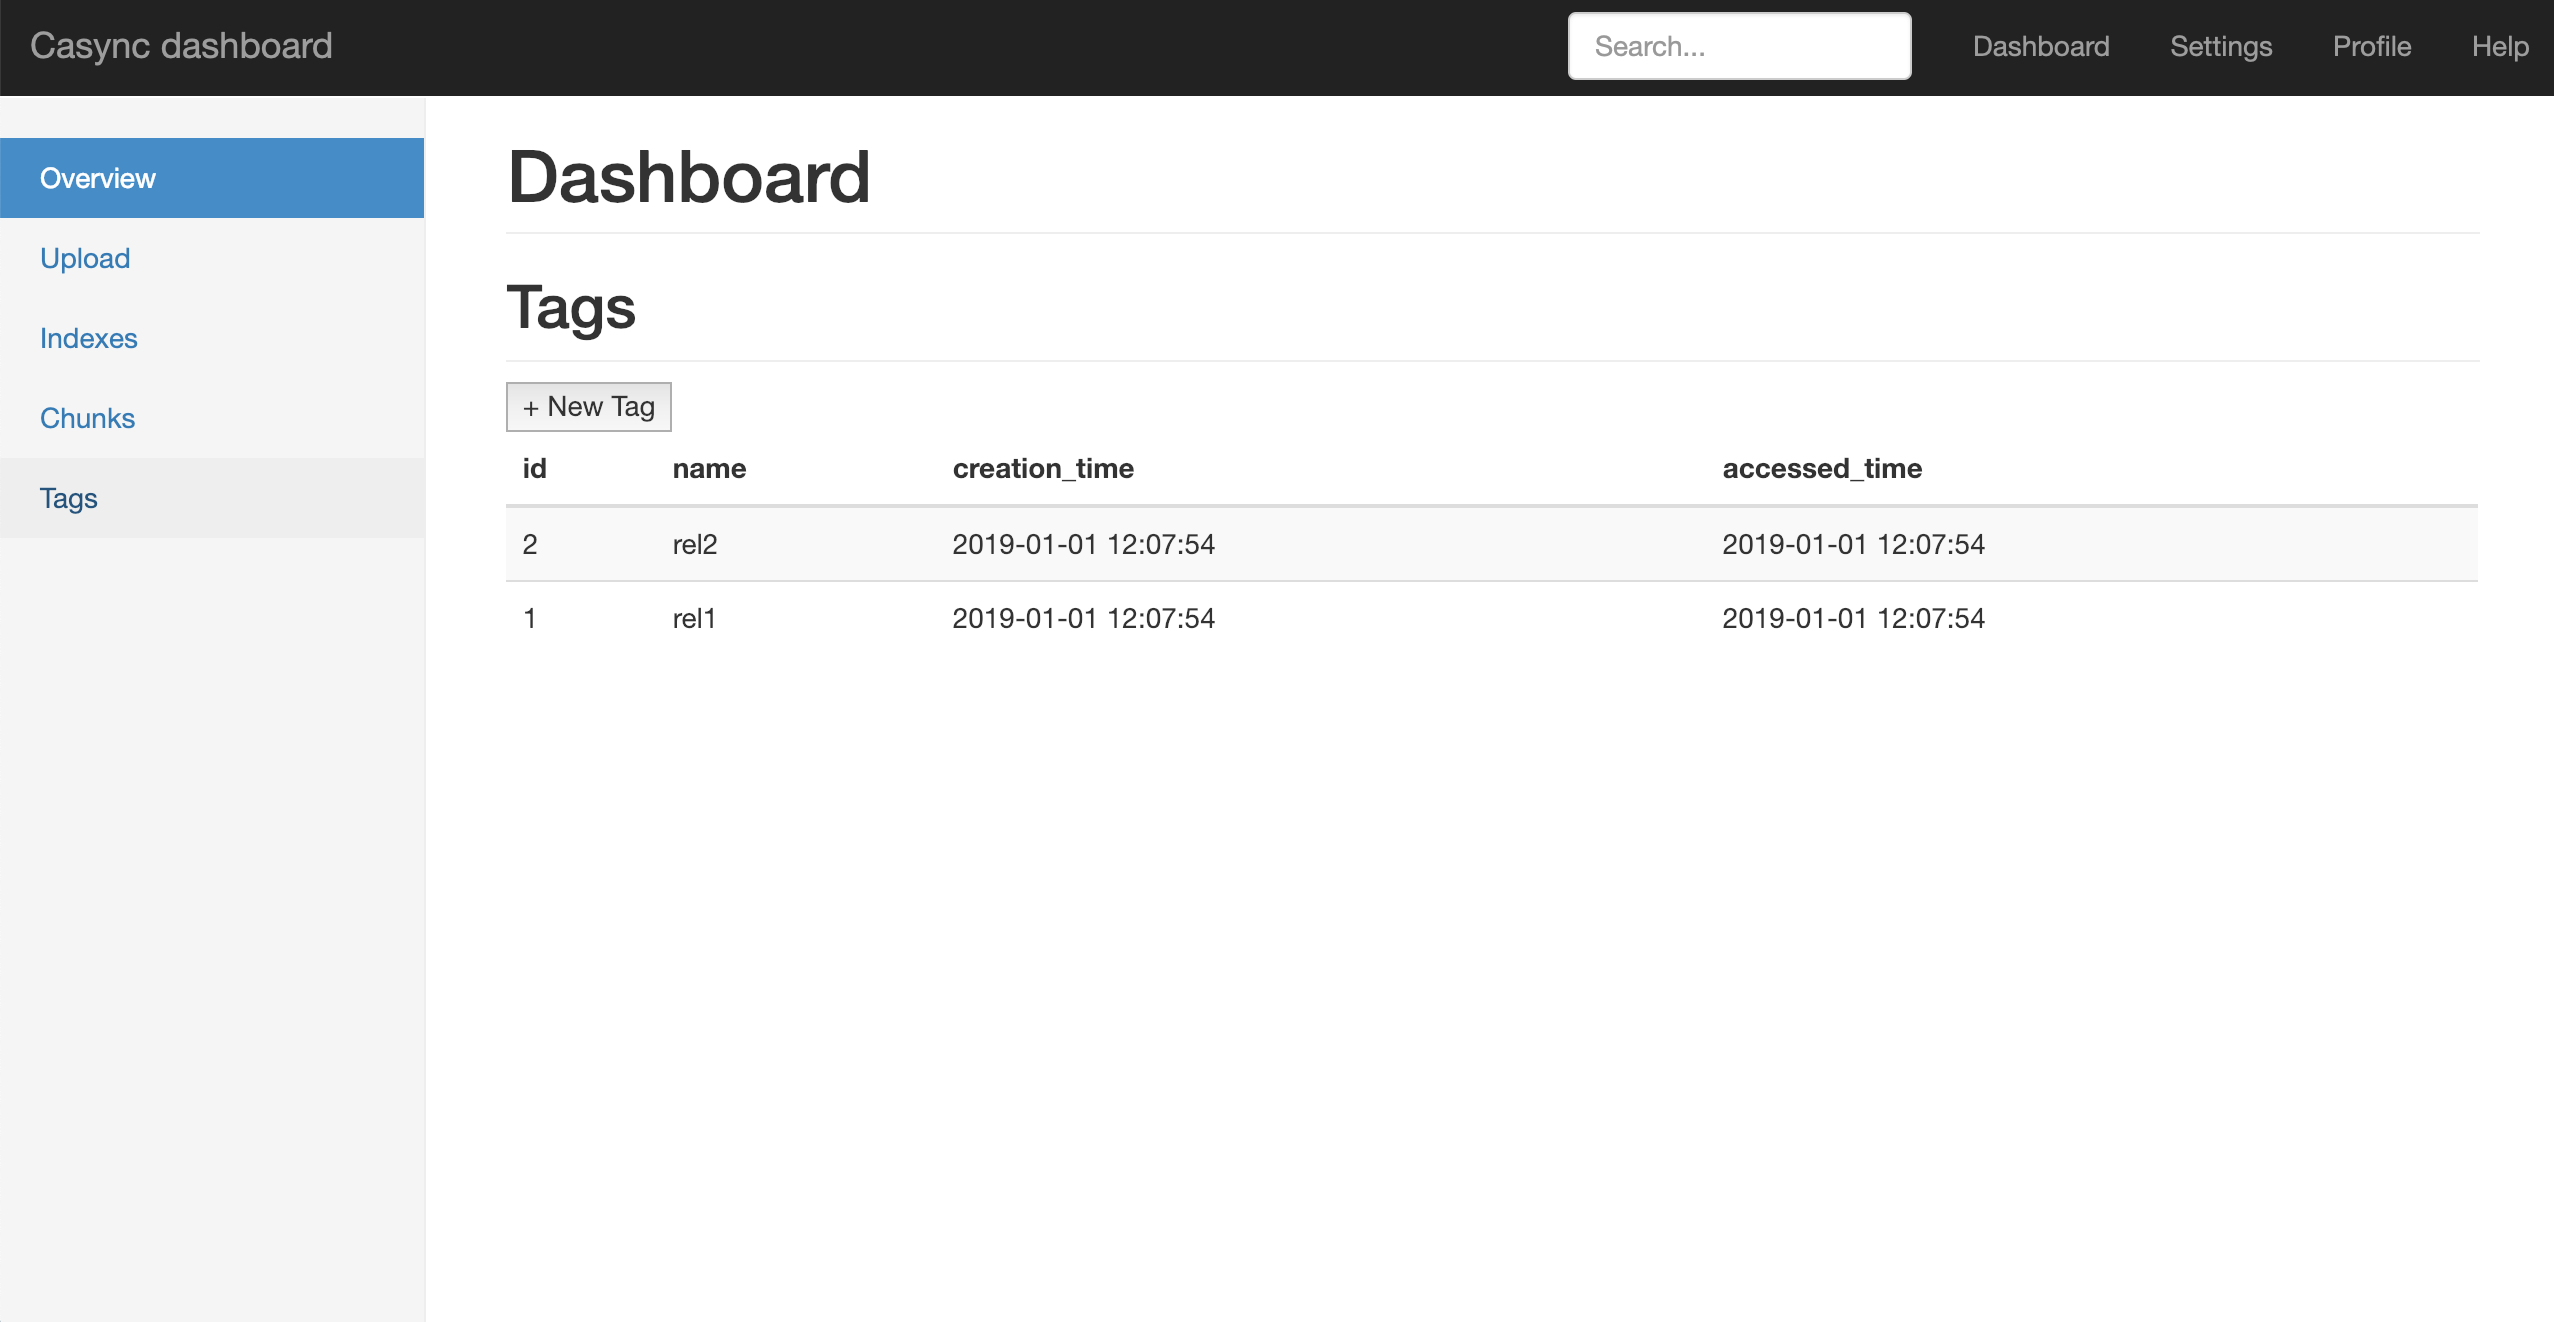 Casync dashboard Search... Dashboard Settings Profile Help
Overview
Upload
Indexes
Chunks
Tags
Dashboard
Tags
+ New Tag
id name creation_time accessed_time
2 rel2 2019-01-01 12:07:54 2019-01-01 12:07:54
1 rel1 2019-01-01 12:07:54 2019-01-01 12:07:54